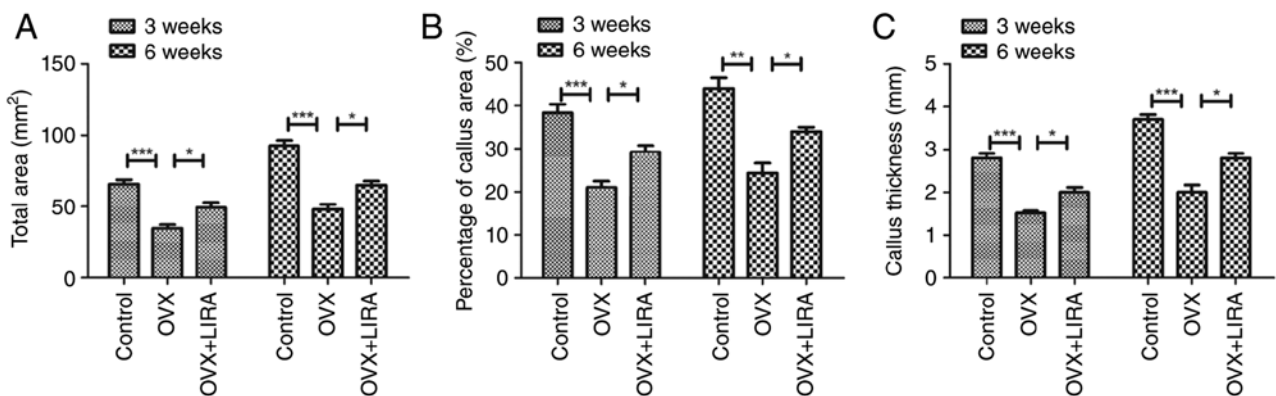 A
3 weeks
6 weeks
Total area (mm²)
150
100
50
0
***
*
***
*
Control
OVX
OVX+LIRA
Control
OVX
OVX+LIRA
B
3 weeks
6 weeks
Percentage of callus area (%)
50
40
30
20
10
0
***
*
**
*
Control
OVX
OVX+LIRA
Control
OVX
OVX+LIRA
C
3 weeks
6 weeks
Callus thickness (mm)
5
4
3
2
1
0
***
*
***
*
Control
OVX
OVX+LIRA
Control
OVX
OVX+LIRA